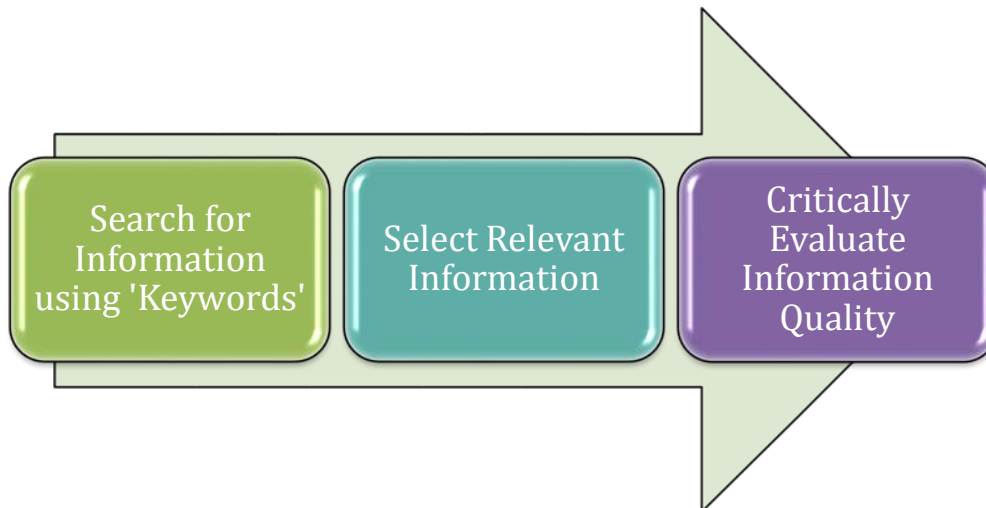 Search for
Information
using 'Keywords'
Select Relevant
Information
Critically
Evaluate
Information
Quality